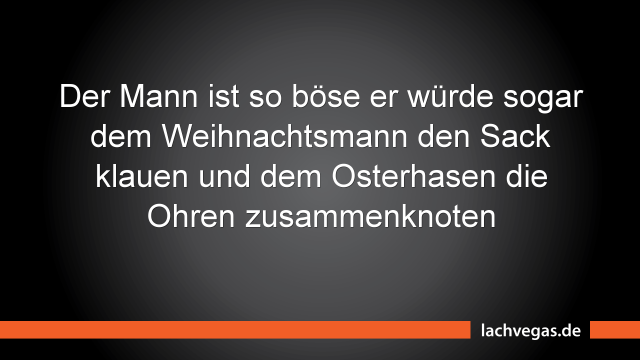 Der Mann ist so böse er würde sogar
dem Weihnachtsmann den Sack
klauen und dem Osterhasen die
Ohren zusammenknoten
lachvegas.de